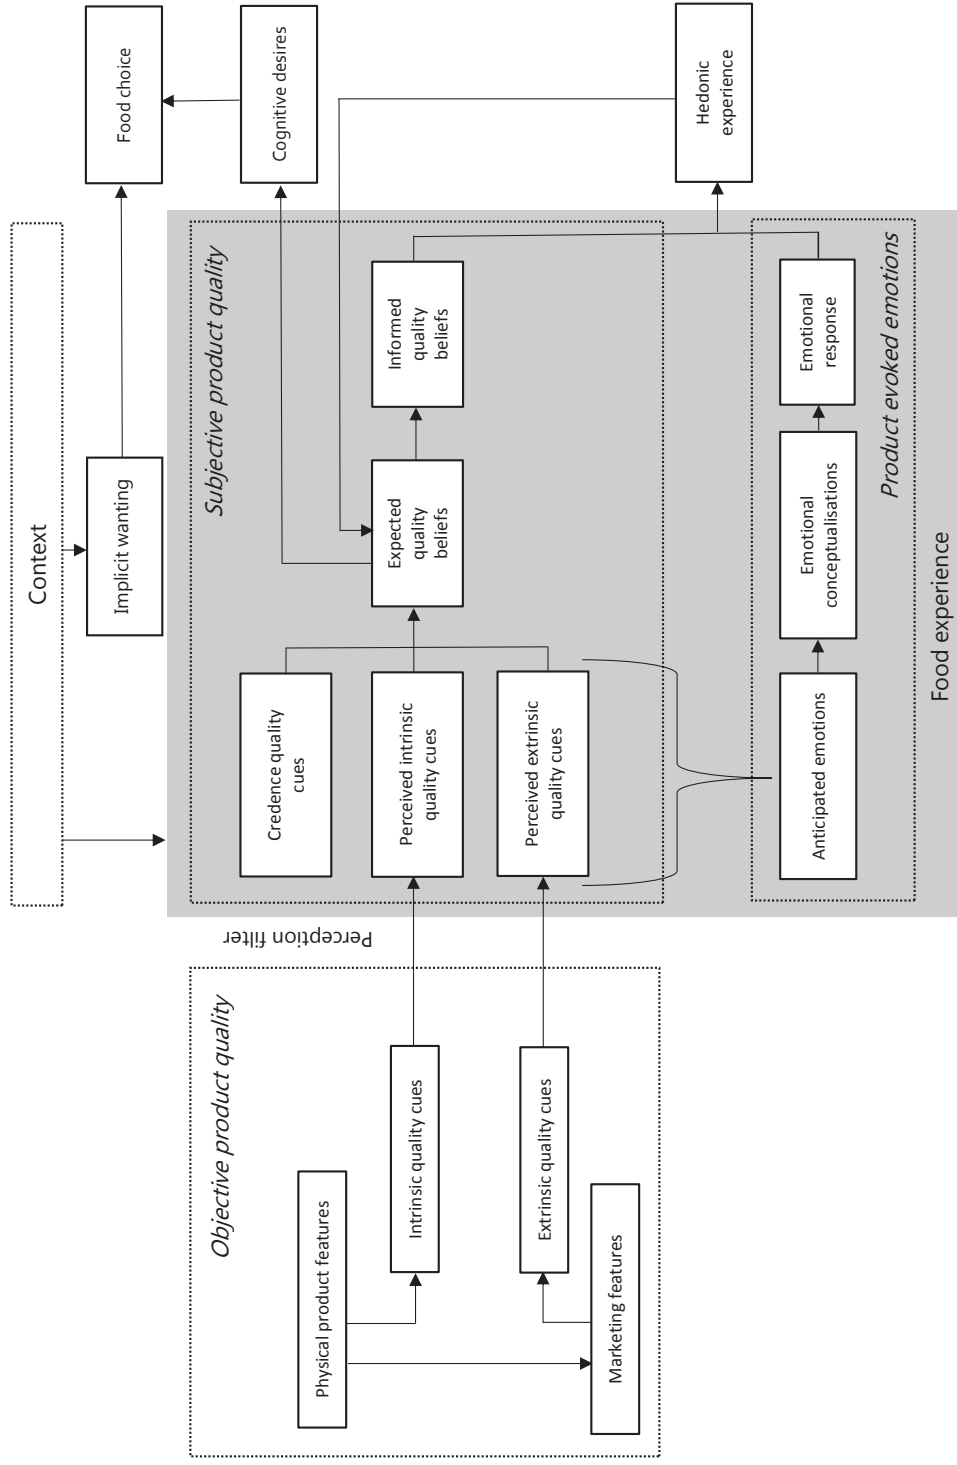 Context
Implicit wanting
Food choice
Cognitive desires
Hedonic
experience
Objective product quality
Physical product features
Intrinsic quality cues
Extrinsic quality cues
Marketing features
Perception filter
Subjective product quality
Credence quality
cues
Perceived intrinsic
quality cues
Perceived extrinsic
quality cues
Expected
quality
beliefs
Informed
quality
beliefs
Anticipated emotions
Emotional
conceptualisations
Emotional
response
Product evoked emotions
Food experience